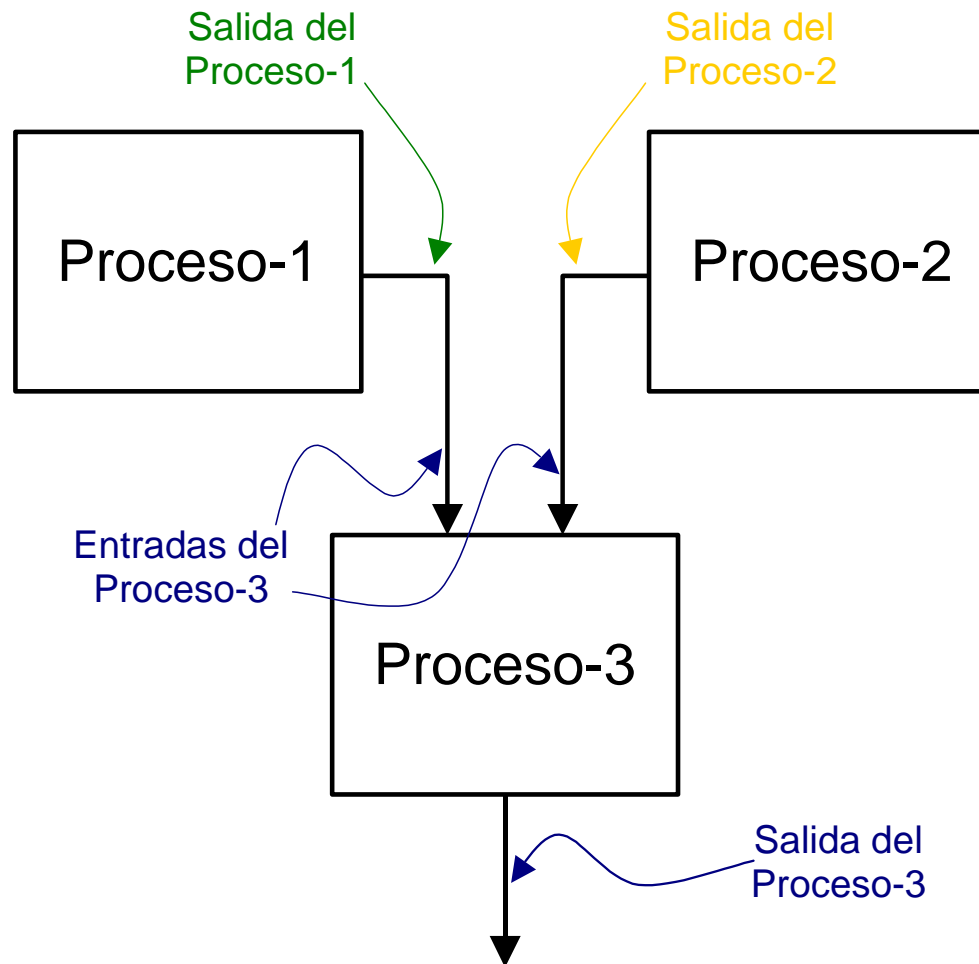 Salida del
Proceso-1
Salida del
Proceso-2
Proceso-1
Proceso-2
Entradas del
Proceso-3
Proceso-3
Salida del
Proceso-3